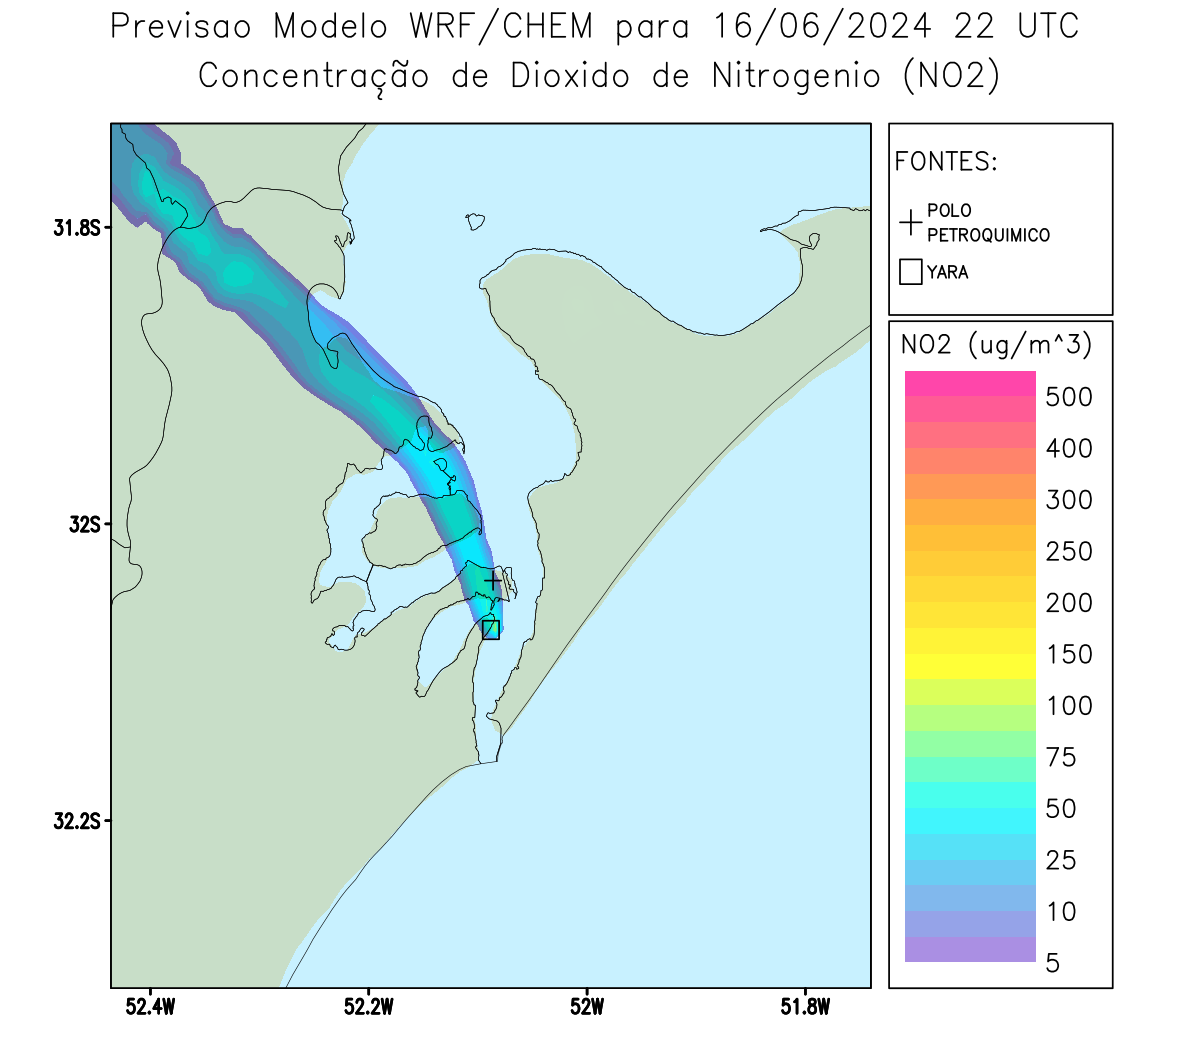 Previsao Modelo WRF/CHEM para 16/06/2024 22 UTC
Concentração de Dioxido de Nitrogenio (NO2)
FONTES:
POLO
PETROQUIMICO
YARA
NO2 (ug/m^3)
500
400
300
250
200
150
100
75
50
25
10
5
31.8S
32S
32.2S
52.4W
52.2W
52W
51.8W